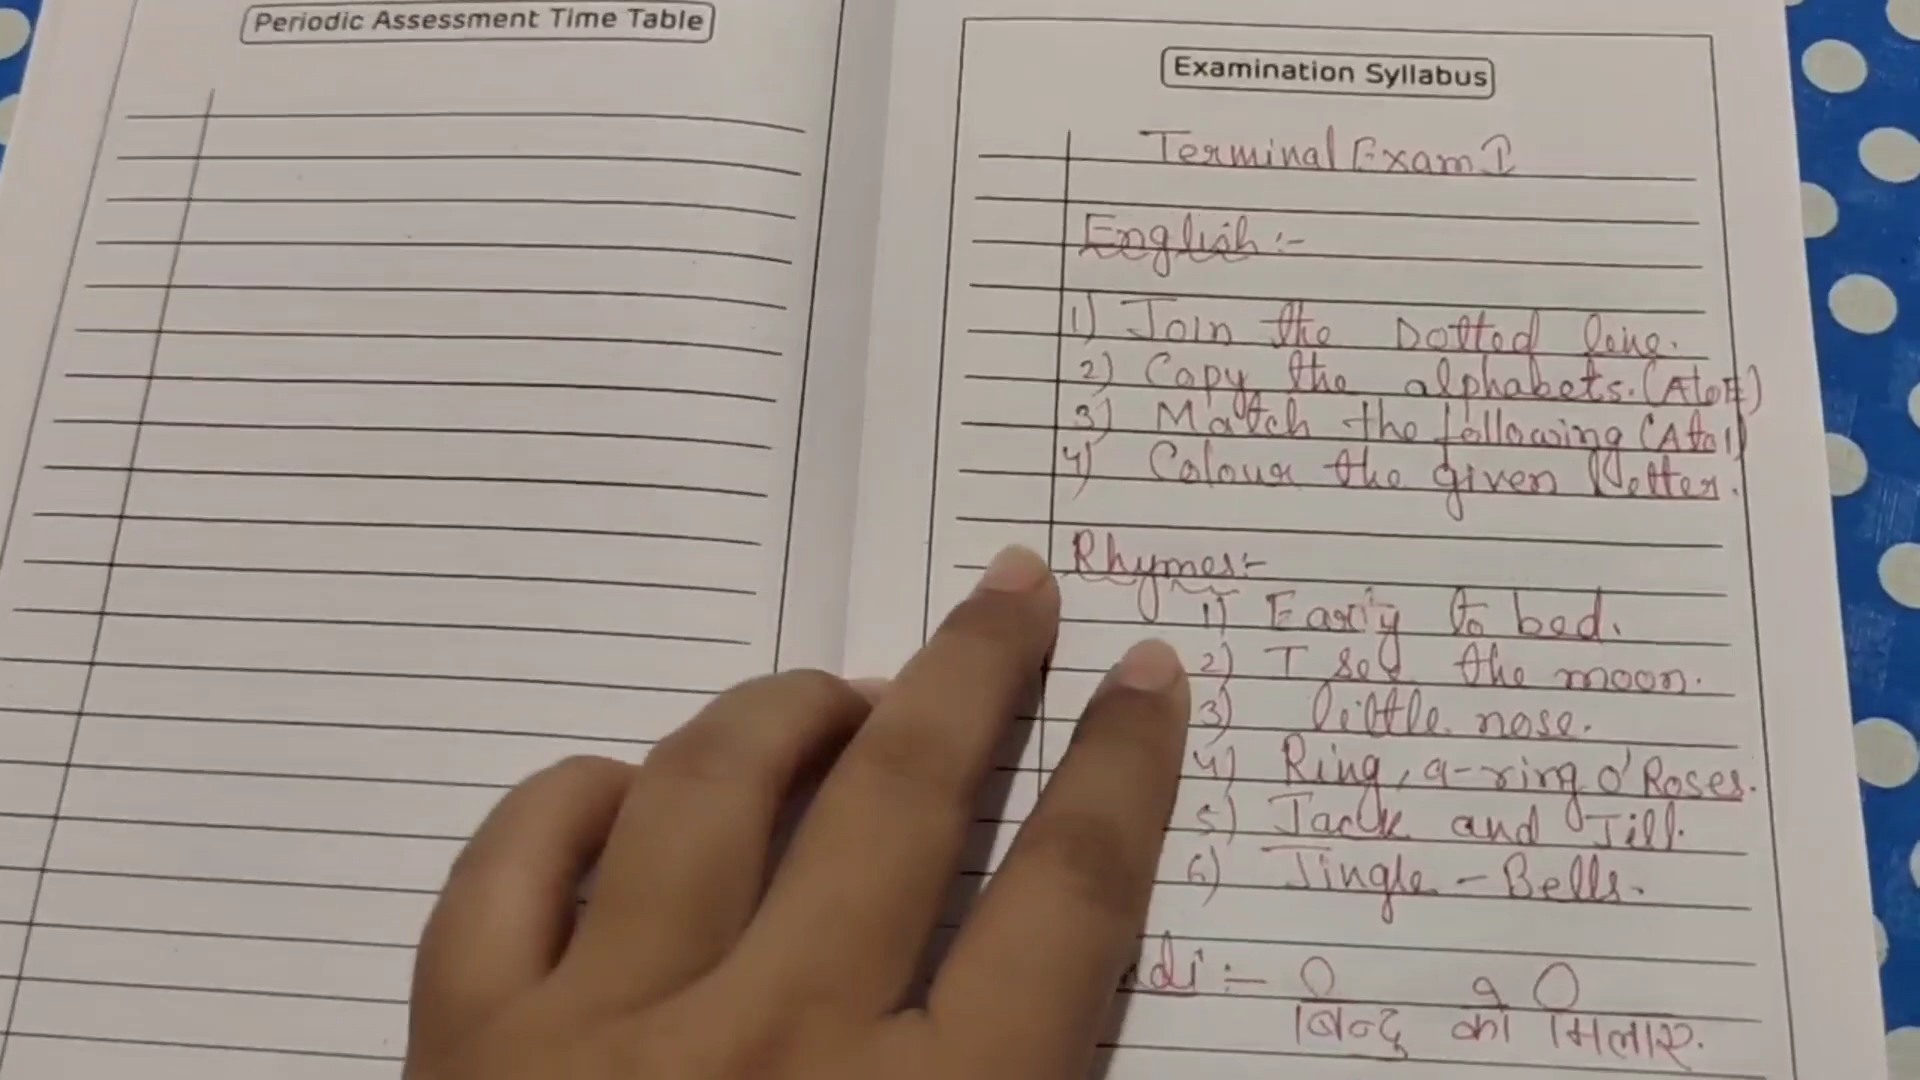 Periodic Assessment Time Table
Examination Syllabus
Terminal Exam I
English :-
1) Join the Dotted line.
2) Copy the alphabets. (A to E)
3) Match the following (A to I)
4) Colour the given letter.
Rhymes:-
1) Early to bed.
2) I see the moon.
3) little nose.
4) Ring, a-ring O' Roses.
5) Jack and Jill.
6) Jingle - Bells.
ndi :-
बिन्दु को मिलाए.